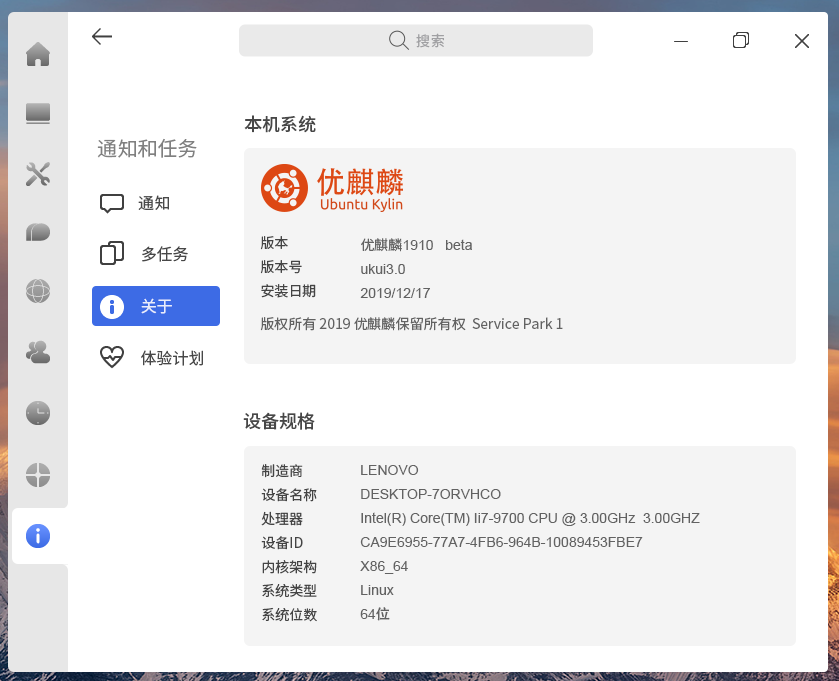 搜索
通知和任务
通知
多任务
关于
体验计划
本机系统
优麒麟
Ubuntu Kylin
版本 优麒麟1910 beta
版本号 ukui3.0
安装日期 2019/12/17
版权所有 2019 优麒麟保留所有权 Service Park 1
设备规格
制造商 LENOVO
设备名称 DESKTOP-7ORVHCO
处理器 Intel(R) Core(TM) Ii7-9700 CPU @ 3.00GHz 3.00GHZ
设备ID CA9E6955-77A7-4FB6-964B-10089453FBE7
内核架构 X86_64
系统类型 Linux
系统位数 64位